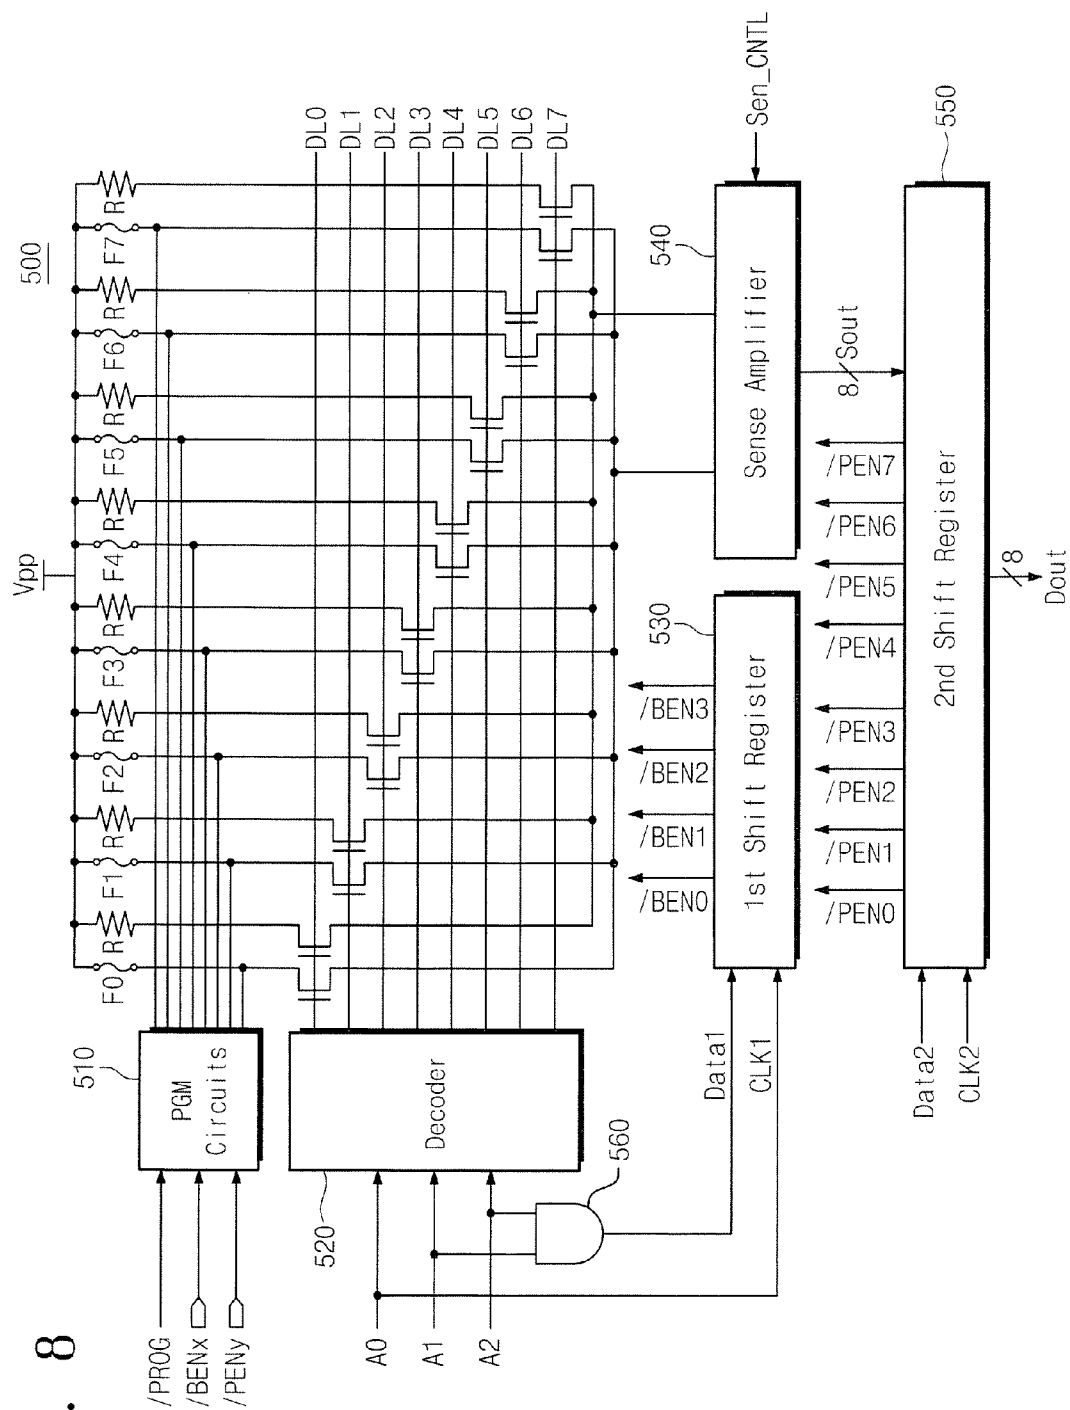 . 8
500
Vpp
F0
R
F1
R
F2
R
F3
R
F4
R
F5
R
F6
R
F7
R
/PROG
/BENx
/PENy
510
PGM
Circuits
DL0
DL1
DL2
DL3
DL4
DL5
DL6
DL7
520
Decoder
A0
A1
A2
560
Data1
CLK1
/BEN0
/BEN1
/BEN2
/BEN3
530
1st Shift Register
540
Sense Amplifier
Sen_CNTL
8
Sout
/PEN0
/PEN1
/PEN2
/PEN3
/PEN4
/PEN5
/PEN6
/PEN7
550
2nd Shift Register
Data2
CLK2
8
Dout